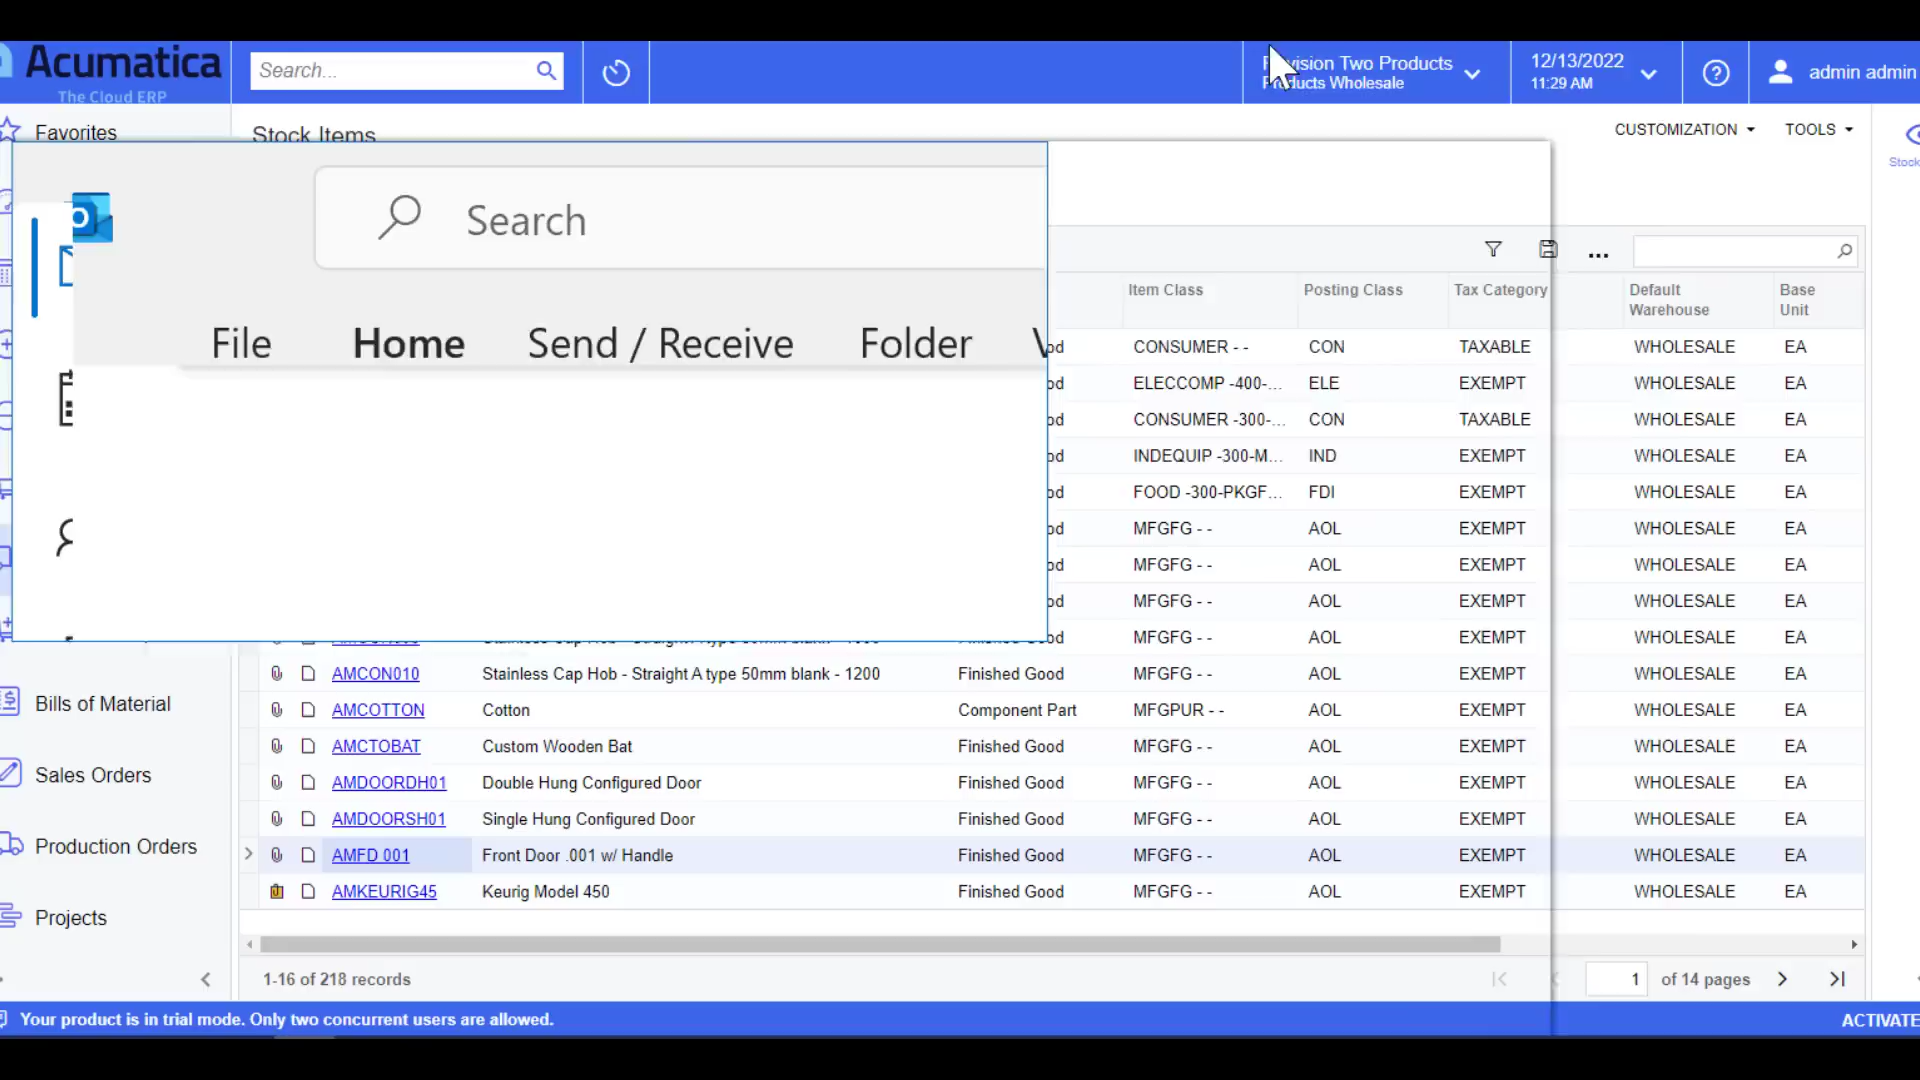 Acumatica
The Cloud ERP
Search...
Products Wholesale
Two Products
12/13/2022
11:29 AM
admin admin
Favorites
Stock Items
CUSTOMIZATION
TOOLS
Stock
Search
File Home Send / Receive Folder
Item Class Posting Class Tax Category Default Warehouse Base Unit
CONSUMER - - CON TAXABLE WHOLESALE EA
ELECCOMP -400-... ELE EXEMPT WHOLESALE EA
CONSUMER -300-... CON TAXABLE WHOLESALE EA
INDEQUIP -300-M... IND EXEMPT WHOLESALE EA
FOOD -300-PKGF... FDI EXEMPT WHOLESALE EA
MFGFG - - AOL EXEMPT WHOLESALE EA
MFGFG - - AOL EXEMPT WHOLESALE EA
MFGFG - - AOL EXEMPT WHOLESALE EA
MFGFG - - AOL EXEMPT WHOLESALE EA
AMCON010 Stainless Cap Hob - Straight A type 50mm blank - 1200 Finished Good MFGFG - - AOL EXEMPT WHOLESALE EA
AMCOTTON Cotton Component Part MFGPUR - - AOL EXEMPT WHOLESALE EA
AMCTOBAT Custom Wooden Bat Finished Good MFGFG - - AOL EXEMPT WHOLESALE EA
AMDOORDH01 Double Hung Configured Door Finished Good MFGFG - - AOL EXEMPT WHOLESALE EA
AMDOORSH01 Single Hung Configured Door Finished Good MFGFG - - AOL EXEMPT WHOLESALE EA
AMFD 001 Front Door .001 w/ Handle Finished Good MFGFG - - AOL EXEMPT WHOLESALE EA
AMKEURIG45 Keurig Model 450 Finished Good MFGFG - - AOL EXEMPT WHOLESALE EA
Bills of Material
Sales Orders
Production Orders
Projects
1-16 of 218 records
1 of 14 pages
Your product is in trial mode. Only two concurrent users are allowed.
ACTIVATE